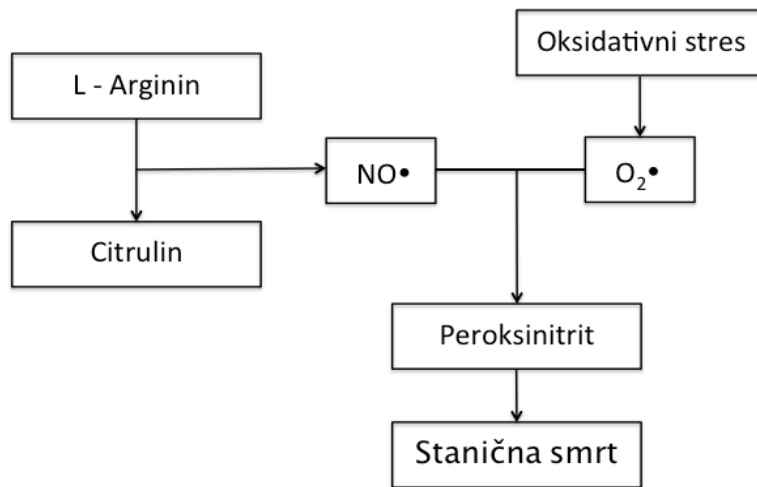 Oksidativni stres
L - Arginin
NO•
O₂•
Citrulin
Peroksinitrit
Stanična smrt